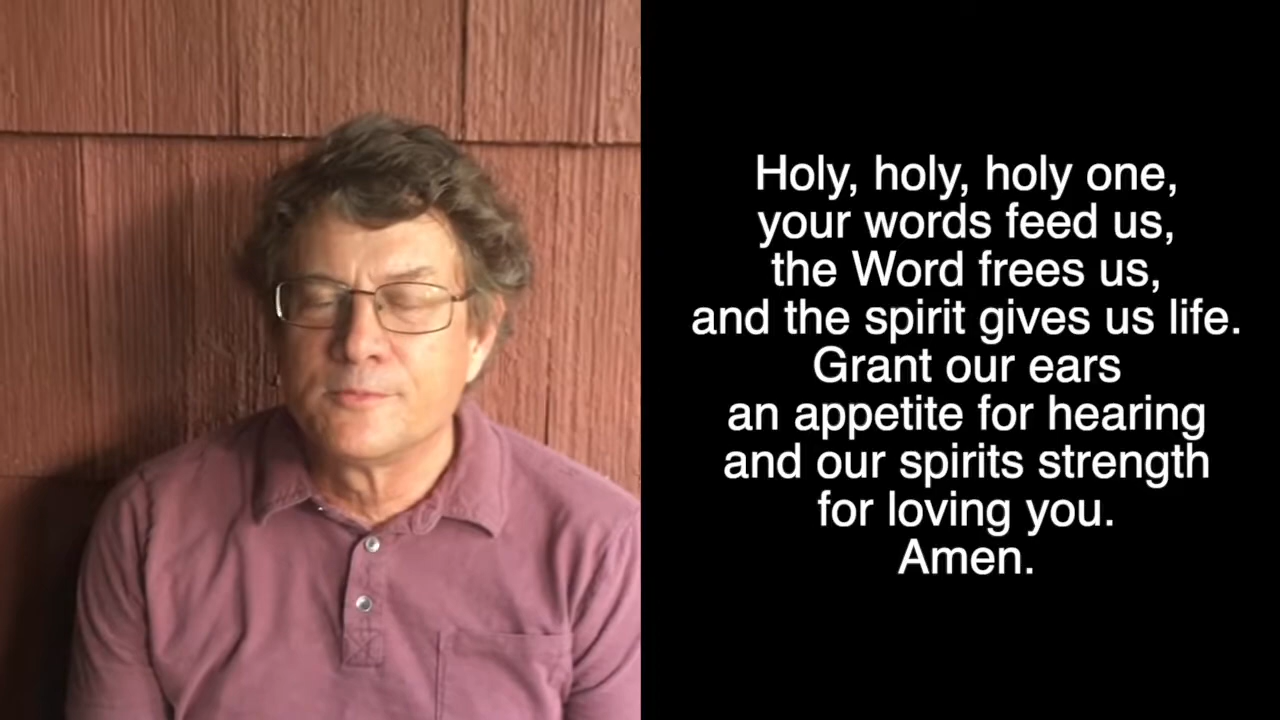 Holy, holy, holy one,
your words feed us,
the Word frees us,
and the spirit gives us life.
Grant our ears
an appetite for hearing
and our spirits strength
for loving you.
Amen.